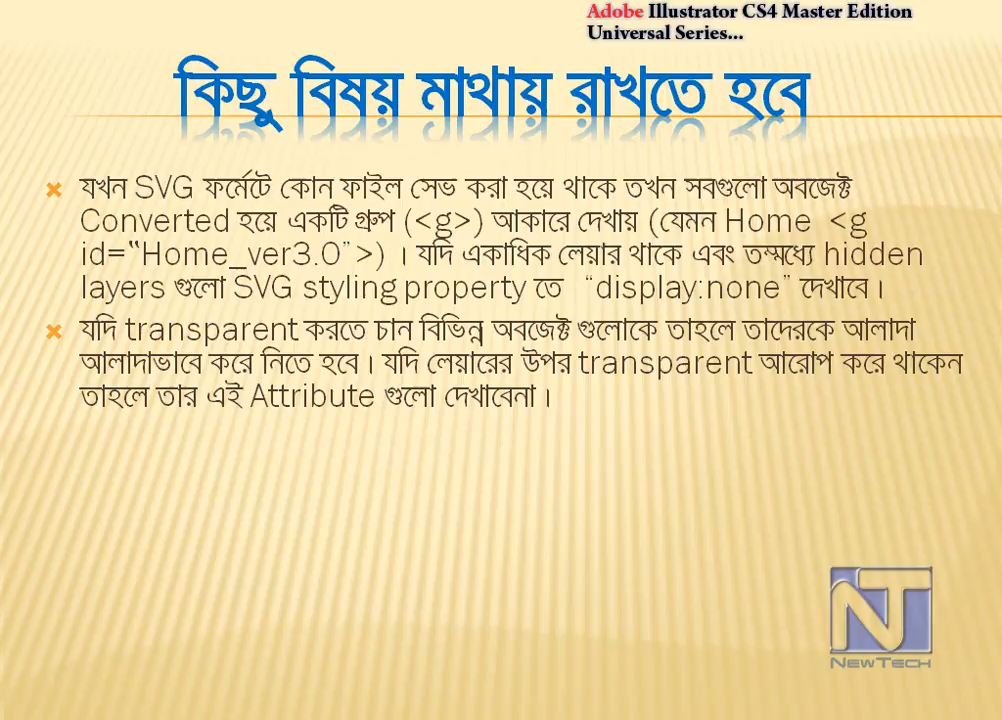 Adobe Illustrator CS4 Master Edition
Universal Series...
কিছু বিষয় মাথায় রাখতে হবে
যখন SVG ফর্মেটে কোন ফাইল সেভ করা হয়ে থাকে তখন সবগুলো অবজেক্ট
Converted হয়ে একটি গ্রুপ (<g>) আকারে দেখায় (যেমন Home <g
id=“Home_ver3.0”>) । যদি একাধিক লেয়ার থাকে এবং তম্মধ্যে hidden
layers গুলো SVG styling property তে “display:none” দেখাবে।
যদি transparent করতে চান বিভিন্ন অবজেক্ট গুলোকে তাহলে তাদেরকে আলাদা
আলাদাভাবে করে নিতে হবে। যদি লেয়ারের উপর transparent আরোপ করে থাকেন
তাহলে তার এই Attribute গুলো দেখাবেনা।
NT
NEWTECH